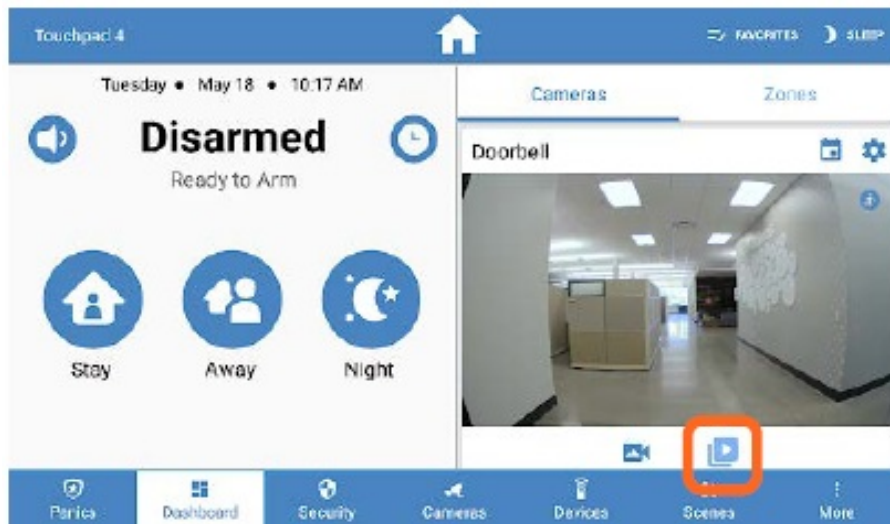 Touchpad 4
FAVORITES
SLEEP
Tuesday • May 18 • 10:17 AM
Disarmed
Ready to Arm
Stay
Away
Night
Cameras
Zones
Doorbell
Panics
Dashboard
Security
Cameras
Devices
Scenes
More